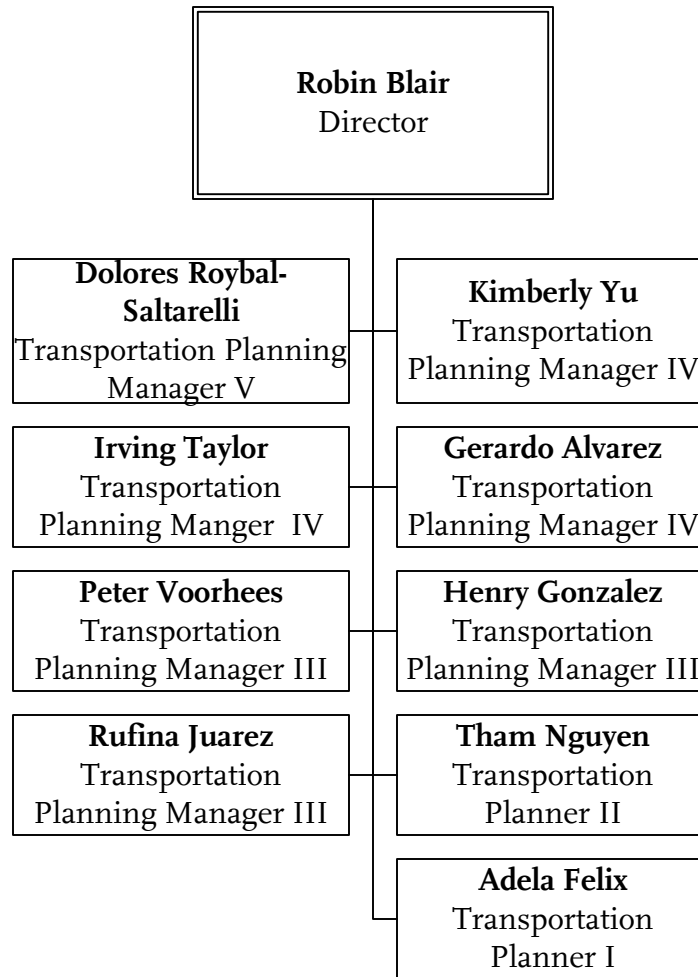 Robin Blair
Director
Dolores Roybal-
Saltarelli
Transportation Planning
Manager V
Kimberly Yu
Transportation
Planning Manager IV
Irving Taylor
Transportation
Planning Manger  IV
Gerardo Alvarez
Transportation
Planning Manager IV
Peter Voorhees
Transportation
Planning Manager III
Henry Gonzalez
Transportation
Planning Manager III
Rufina Juarez
Transportation
Planning Manager III
Tham Nguyen
Transportation
Planner II
Adela Felix
Transportation
Planner I